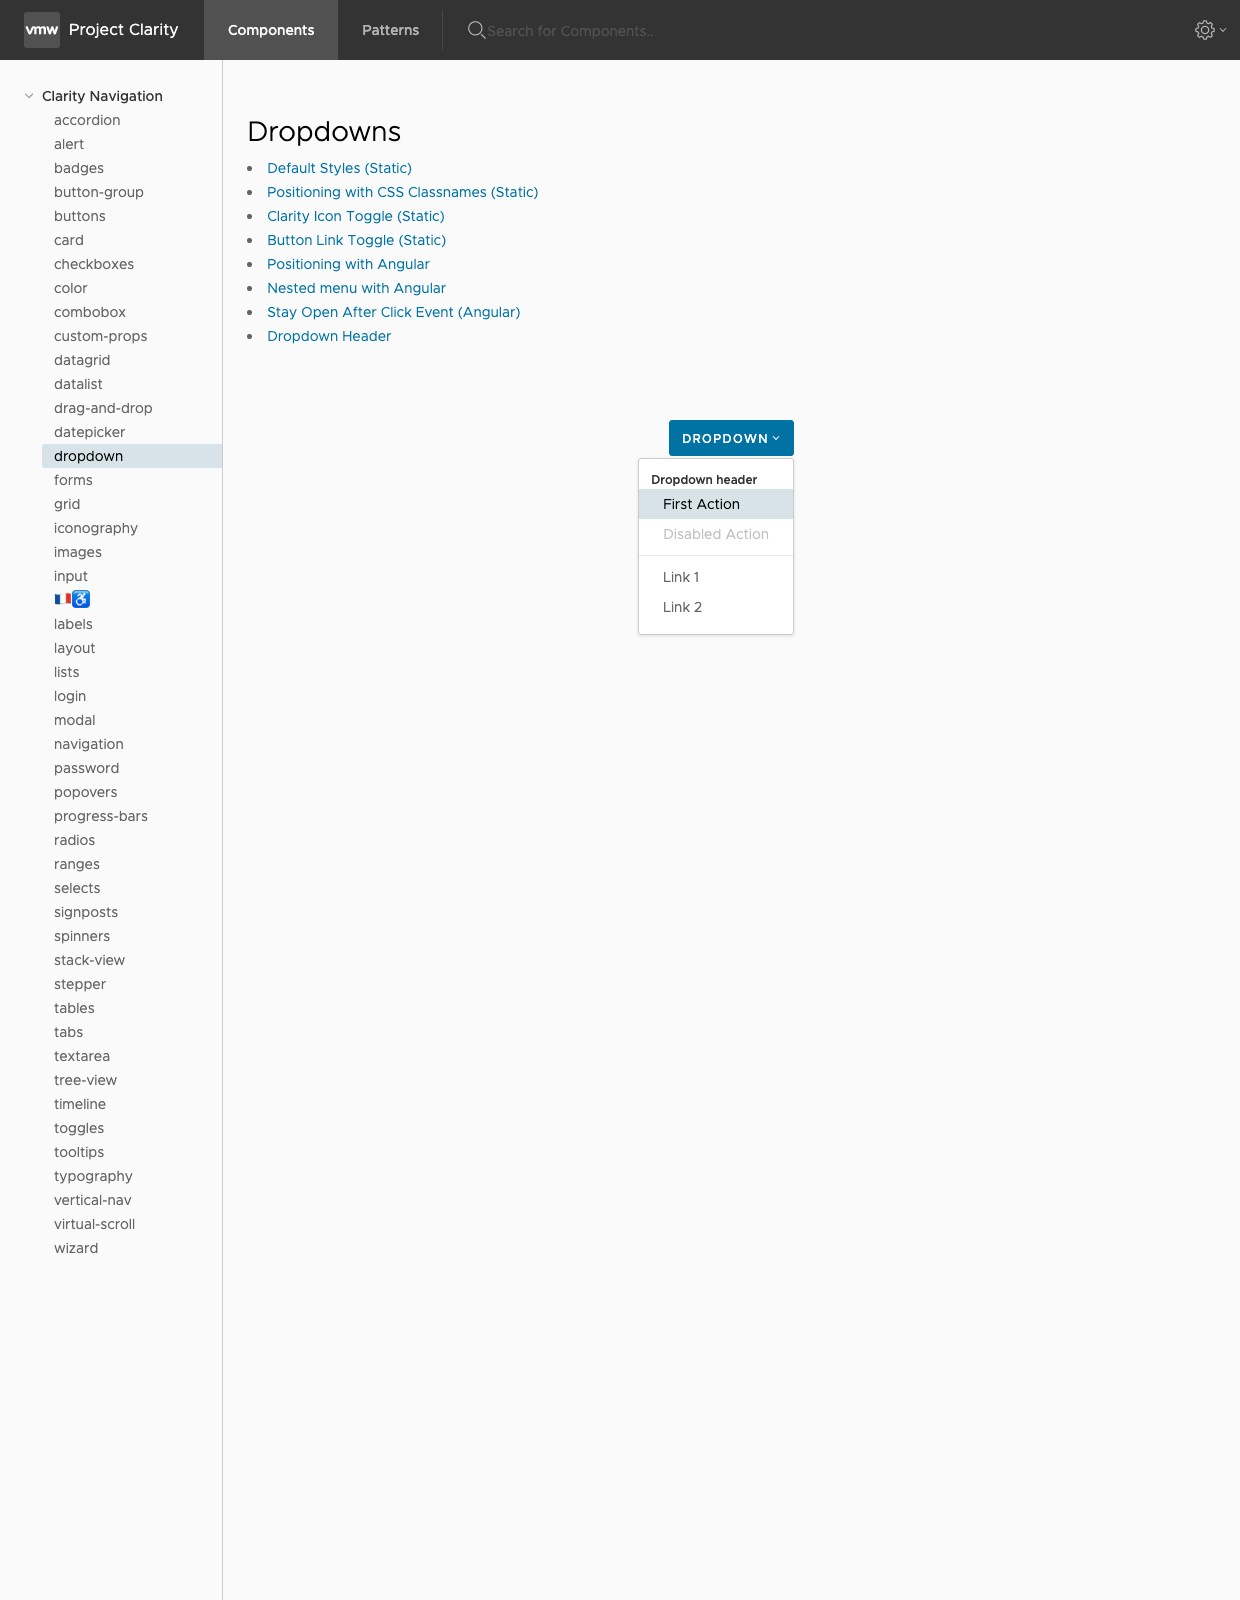 vmw Project Clarity Components Patterns Search for Components..
Clarity Navigation
accordion
alert
badges
button-group
buttons
card
checkboxes
color
combobox
custom-props
datagrid
datalist
drag-and-drop
datepicker
dropdown
forms
grid
iconography
images
input
🇫🇷♿
labels
layout
lists
login
modal
navigation
password
popovers
progress-bars
radios
ranges
selects
signposts
spinners
stack-view
stepper
tables
tabs
textarea
tree-view
timeline
toggles
tooltips
typography
vertical-nav
virtual-scroll
wizard
Dropdowns
Default Styles (Static)
Positioning with CSS Classnames (Static)
Clarity Icon Toggle (Static)
Button Link Toggle (Static)
Positioning with Angular
Nested menu with Angular
Stay Open After Click Event (Angular)
Dropdown Header
DROPDOWN
Dropdown header
First Action
Disabled Action
Link 1
Link 2